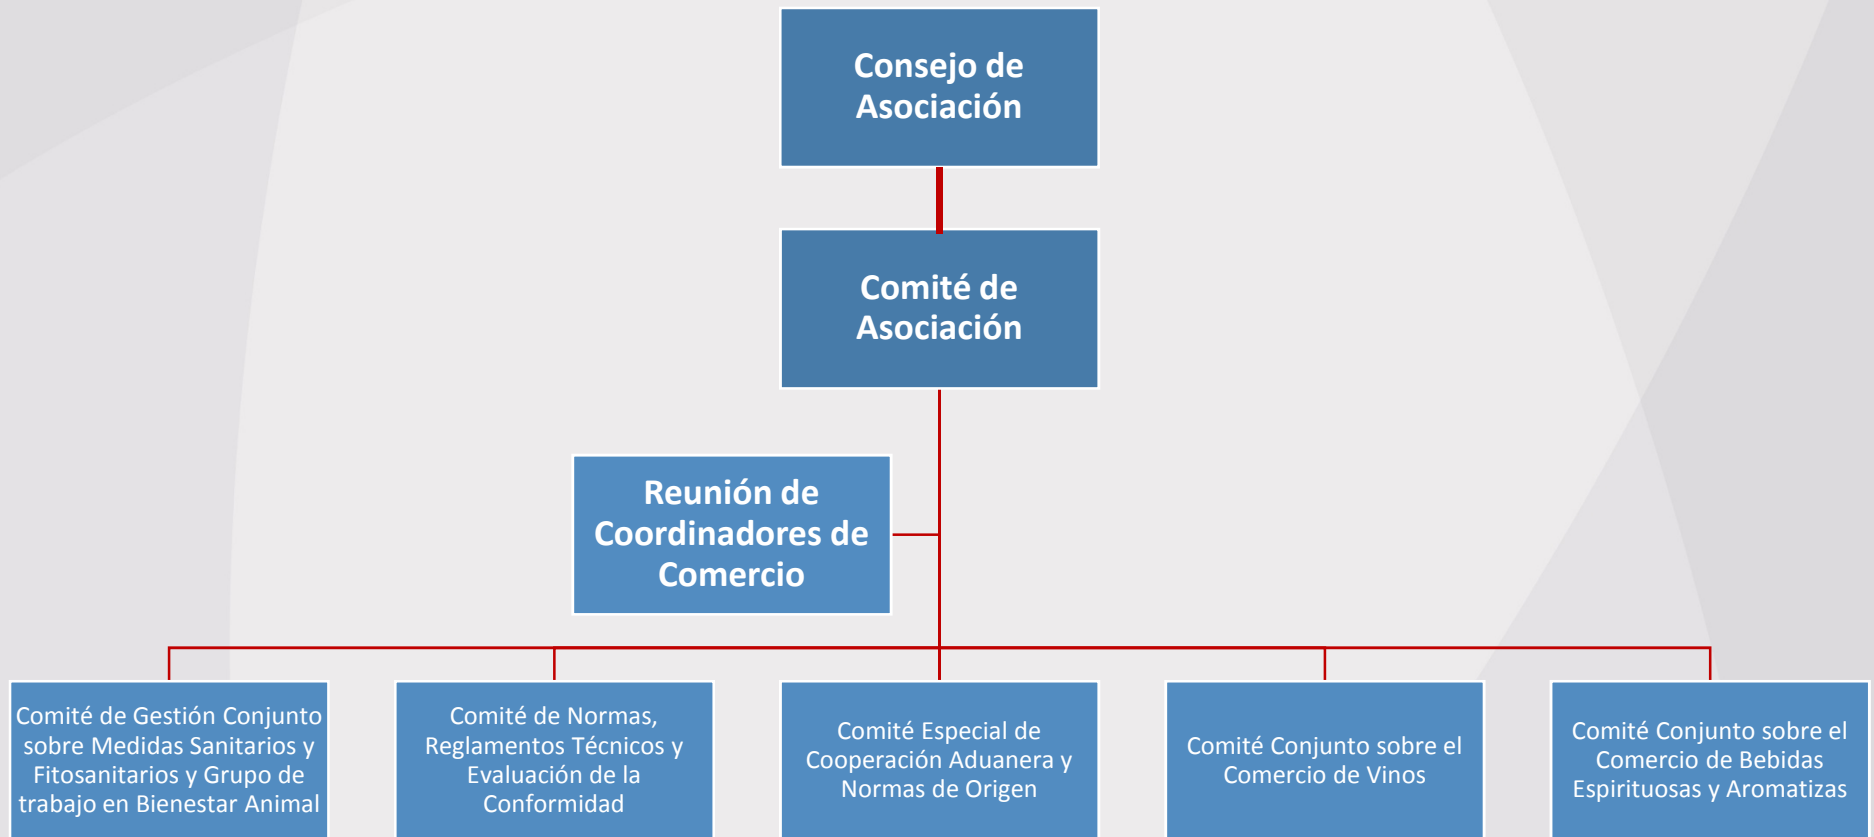 Consejo de
Asociación
Comité de
Asociación
Reunión de
Coordinadores de
Comercio
Comité de Gestión Conjunto
sobre Medidas Sanitarios y
Fitosanitarios y Grupo de
trabajo en Bienestar Animal
Comité de Normas,
Reglamentos Técnicos y
Evaluación de la
Conformidad
Comité Especial de
Cooperación Aduanera y
Normas de Origen
Comité Conjunto sobre el
Comercio de Vinos
Comité Conjunto sobre el
Comercio de Bebidas
Espirituosas y Aromatizas